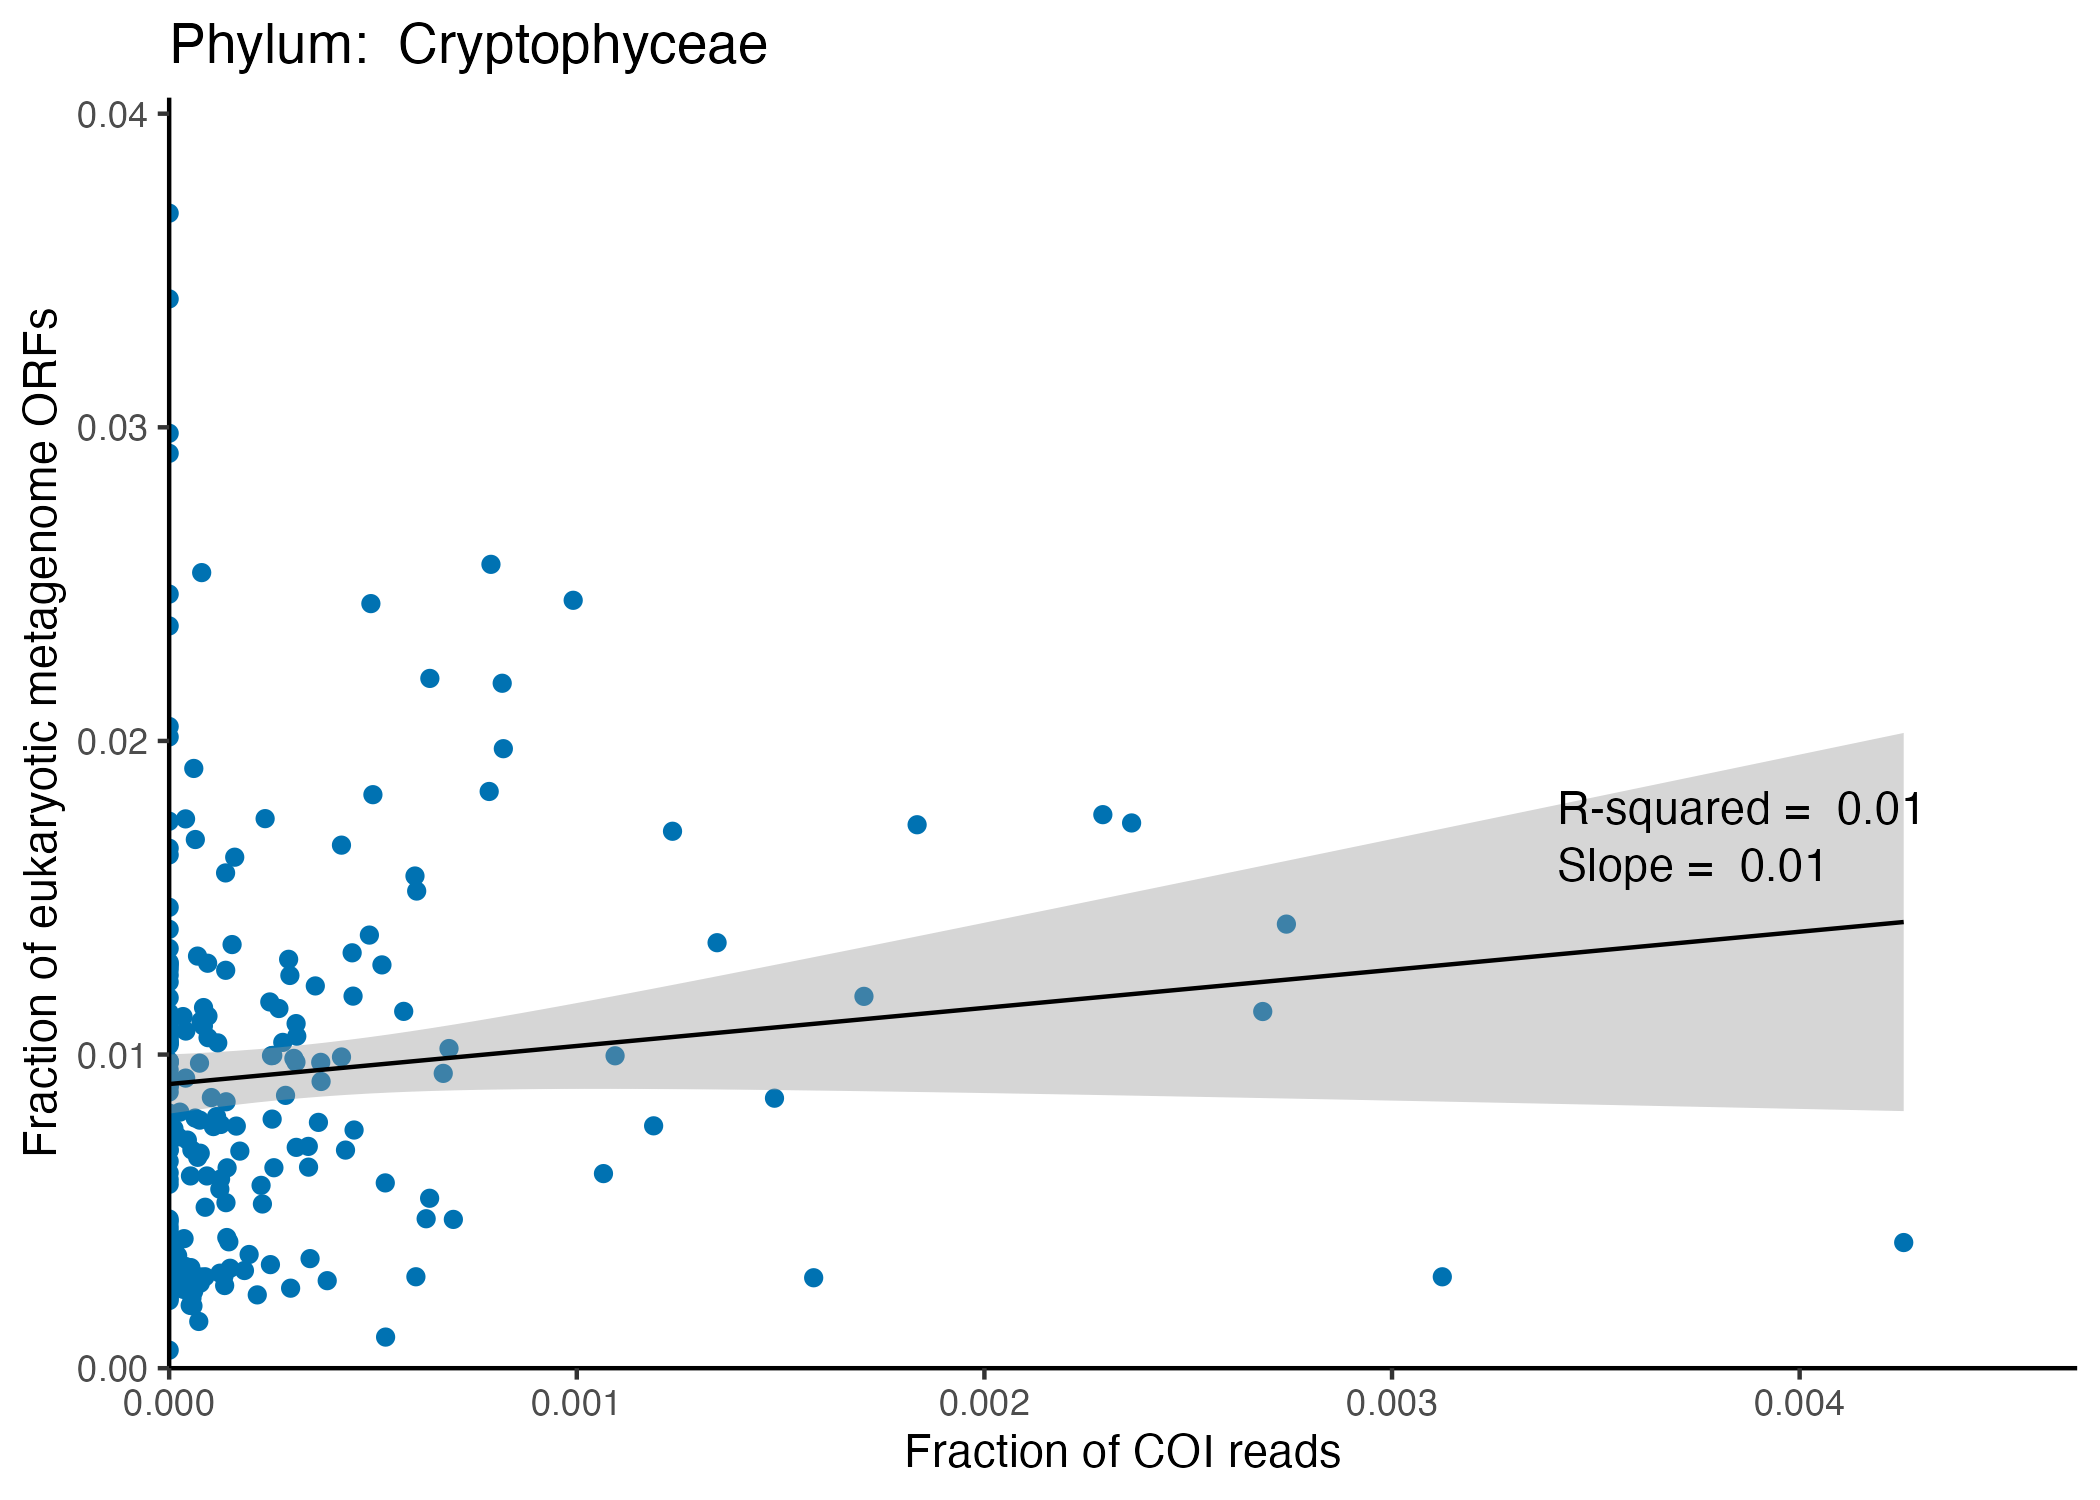 Phylum:  Cryptophyceae
0.04
0.03
0.02
0.01
0.00
Fraction of eukaryotic metagenome ORFs
R-squared =  0.01
Slope =  0.01
0.000 0.001 0.002 0.003 0.004
Fraction of COI reads